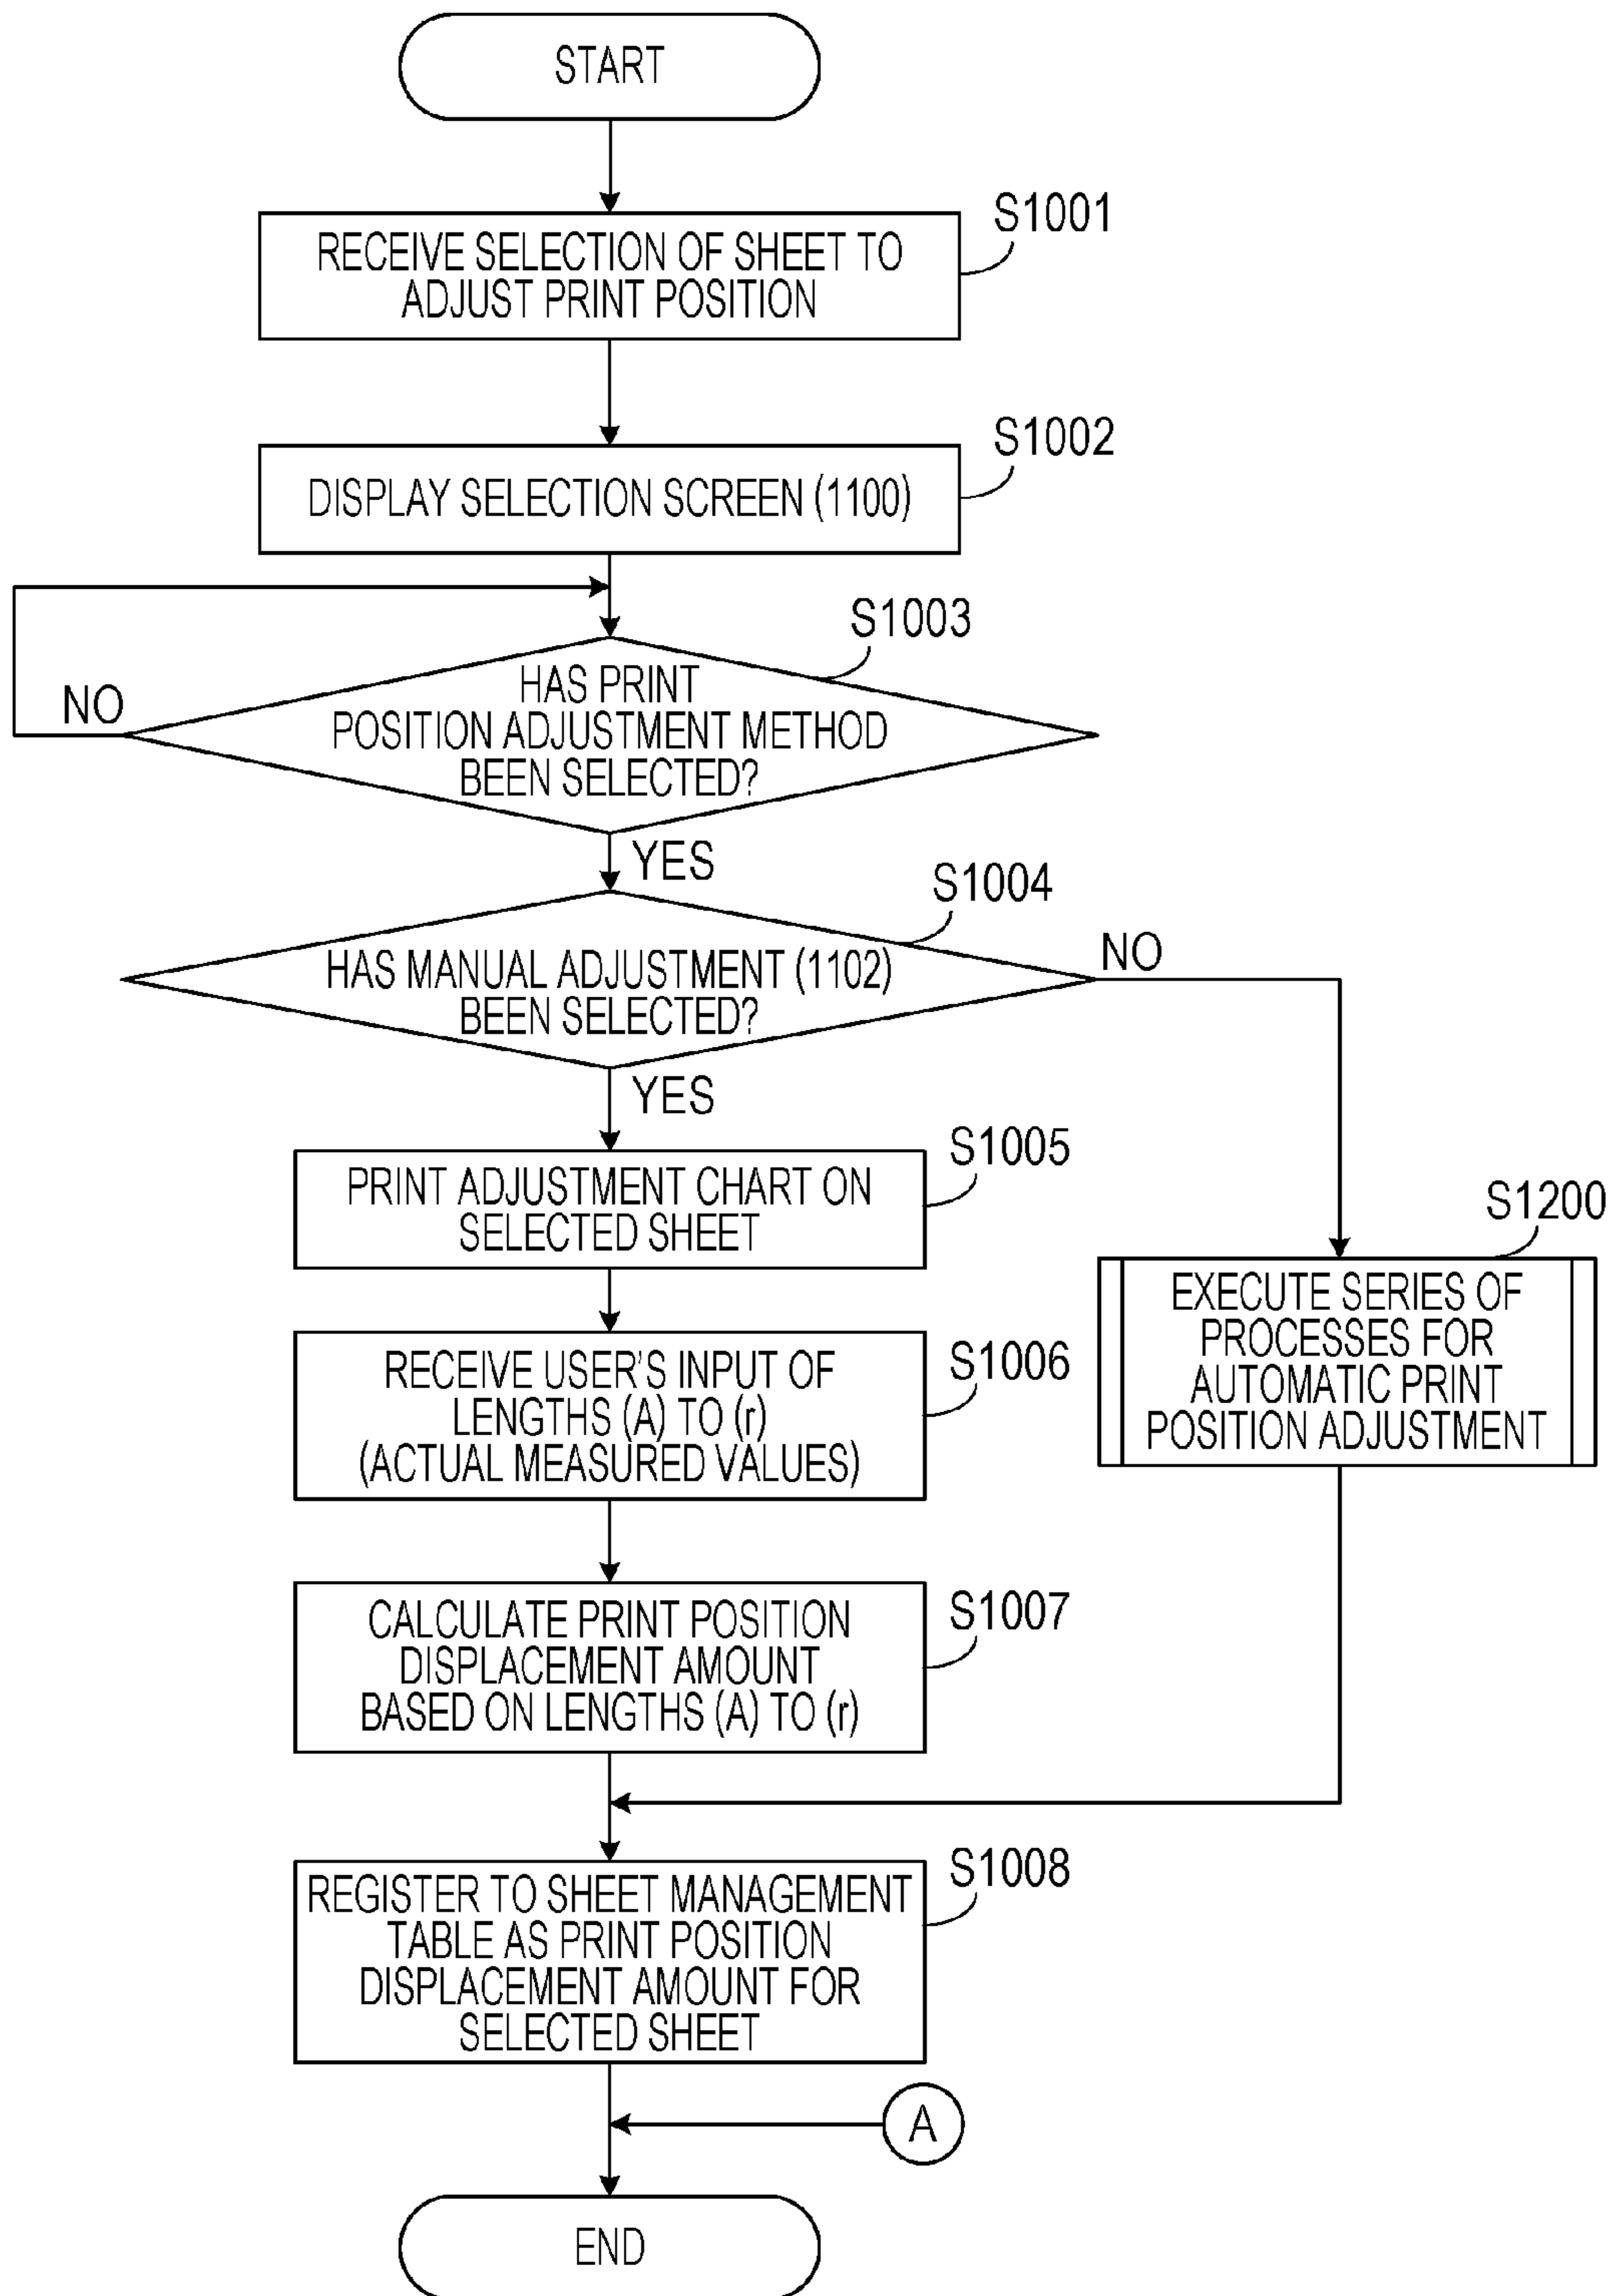 START
S1001
RECEIVE SELECTION OF SHEET TO
ADJUST PRINT POSITION
S1002
DISPLAY SELECTION SCREEN (1100)
S1003
HAS PRINT
POSITION ADJUSTMENT METHOD
BEEN SELECTED?
NO
YES
S1004
HAS MANUAL ADJUSTMENT (1102)
BEEN SELECTED?
NO
YES
S1005
PRINT ADJUSTMENT CHART ON
SELECTED SHEET
S1200
EXECUTE SERIES OF
PROCESSES FOR
AUTOMATIC PRINT
POSITION ADJUSTMENT
S1006
RECEIVE USER'S INPUT OF
LENGTHS (A) TO (r)
(ACTUAL MEASURED VALUES)
S1007
CALCULATE PRINT POSITION
DISPLACEMENT AMOUNT
BASED ON LENGTHS (A) TO (r)
S1008
REGISTER TO SHEET MANAGEMENT
TABLE AS PRINT POSITION
DISPLACEMENT AMOUNT FOR
SELECTED SHEET
A
END